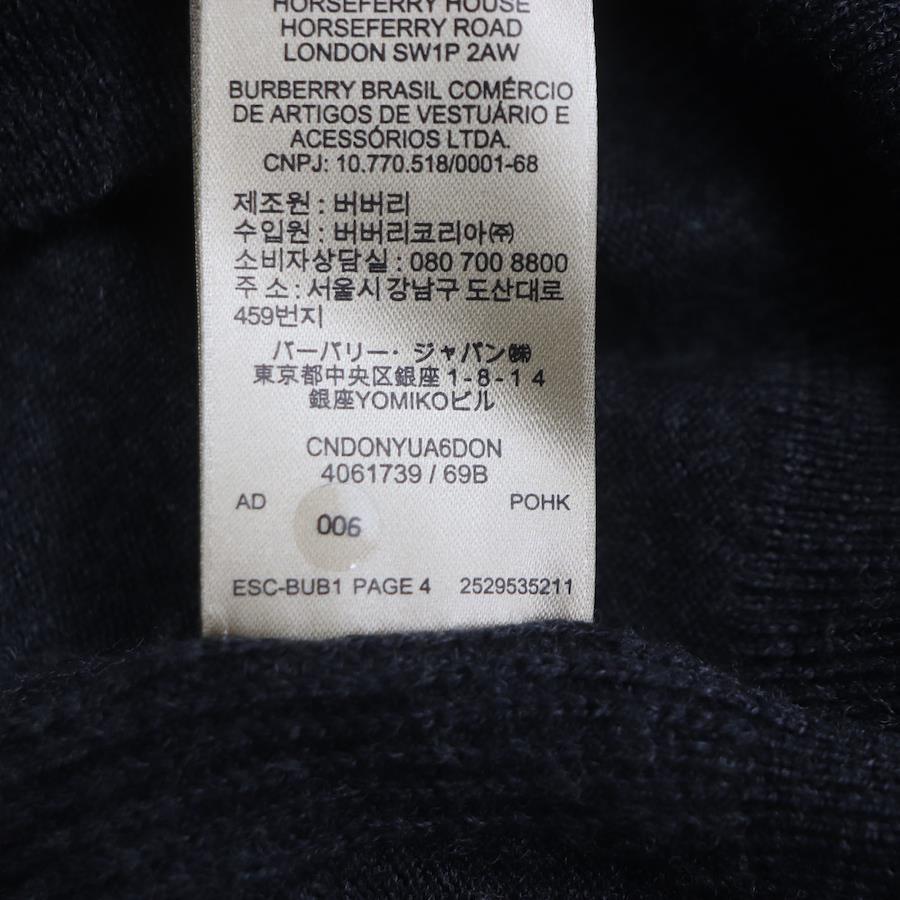 HORSEFERRY HOUSE
HORSEFERRY ROAD
LONDON SW1P 2AW
BURBERRY BRASIL COMÉRCIO
DE ARTIGOS DE VESTUÁRIO E
ACESSÓRIOS LTDA.
CNPJ: 10.770.518/0001-68
제조원 : 버버리
수입원 : 버버리코리아㈜
소비자상담실 : 080 700 8800
주 소 : 서울시 강남구 도산대로
459번지
バーバリー・ジャパン㈱
東京都中央区銀座 1 - 8 - 1 4
銀座YOMIKOビル
CNDONYUA6DON
4061739 / 69B
AD POHK
006
ESC-BUB1 PAGE 4 2529535211